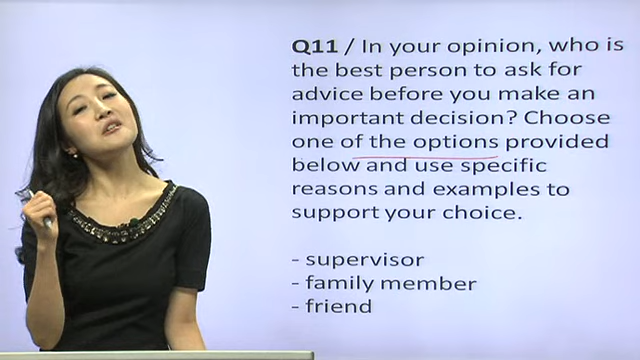 Q11 / In your opinion, who is
the best person to ask for
advice before you make an
important decision? Choose
one of the options provided
below and use specific
reasons and examples to
support your choice.
- supervisor
- family member
- friend